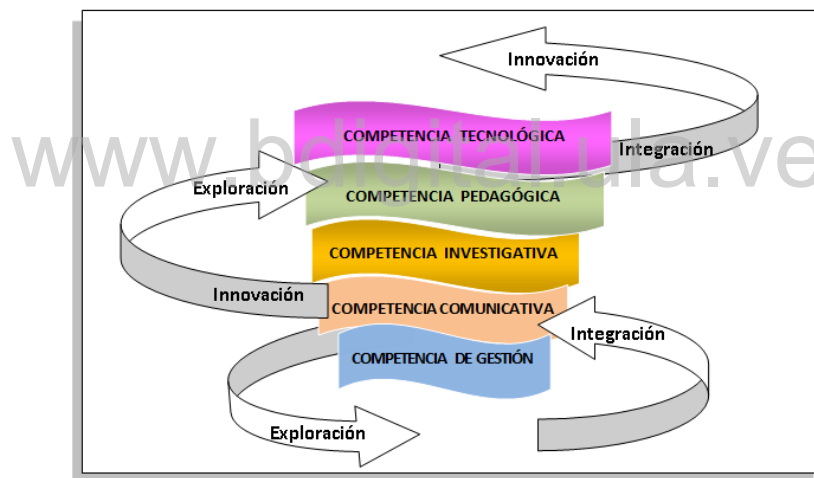 Innovación
COMPETENCIA TECNOLÓGICA
Integración
www.bdigital.ula.ve
Exploración
COMPETENCIA PEDAGÓGICA
COMPETENCIA INVESTIGATIVA
Innovación
COMPETENCIA COMUNICATIVA
Integración
COMPETENCIA DE GESTIÓN
Exploración